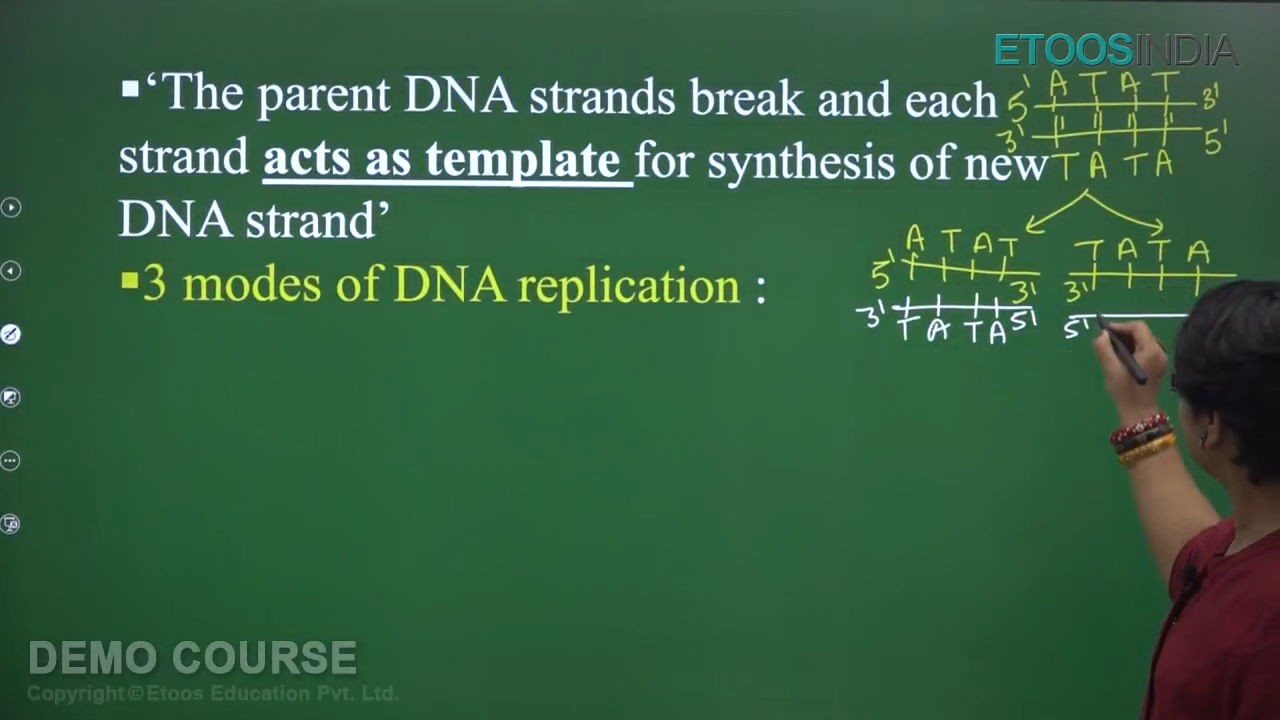 ETOOSINDIA
▪‘The parent DNA strands break and each
strand acts as template for synthesis of new
DNA strand’
▪3 modes of DNA replication :
A T A T
5' 3'
3' 5'
T A T A
A T A T
5' 3'
3' 5'
T A T A
T A T A
3'
5'
DEMO COURSE
Copyright©Etoos Education Pvt. Ltd.